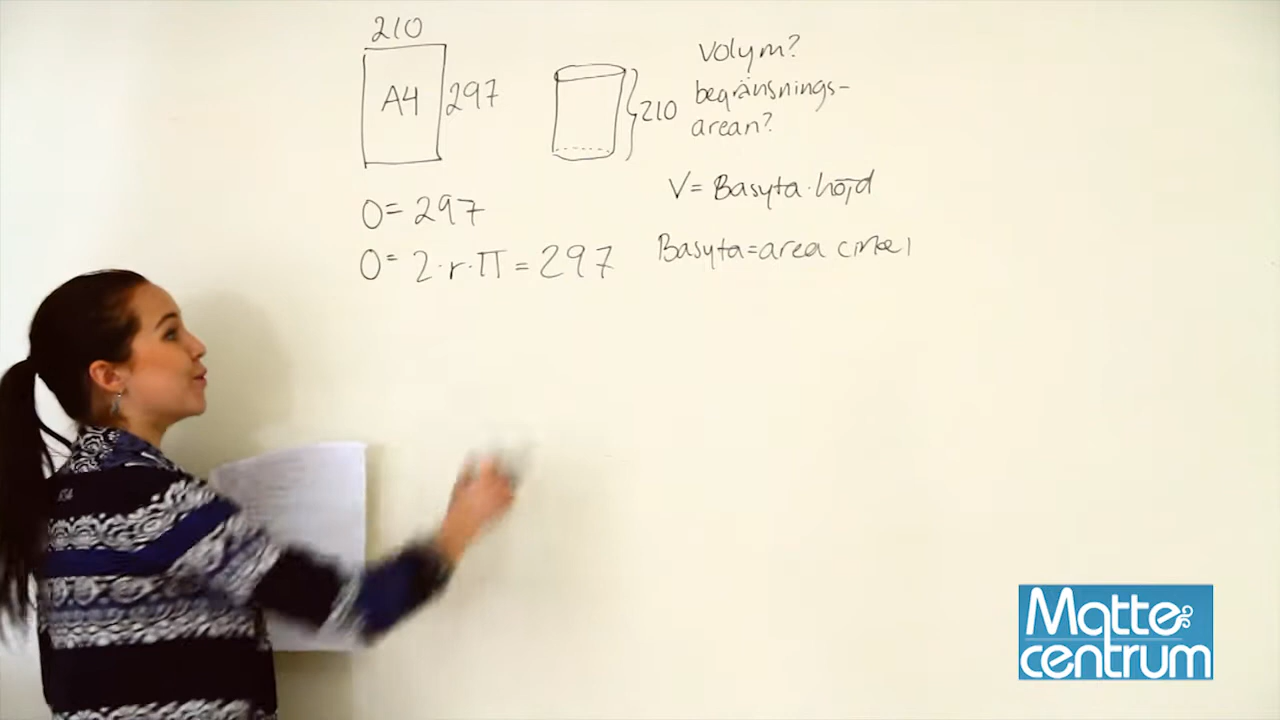 210
A4
297
210
volym?
begränsnings-
arean?
O = 297
O = 2·r·π = 297
V = Basyta·höjd
Basyta=area cirkel
Matte
centrum